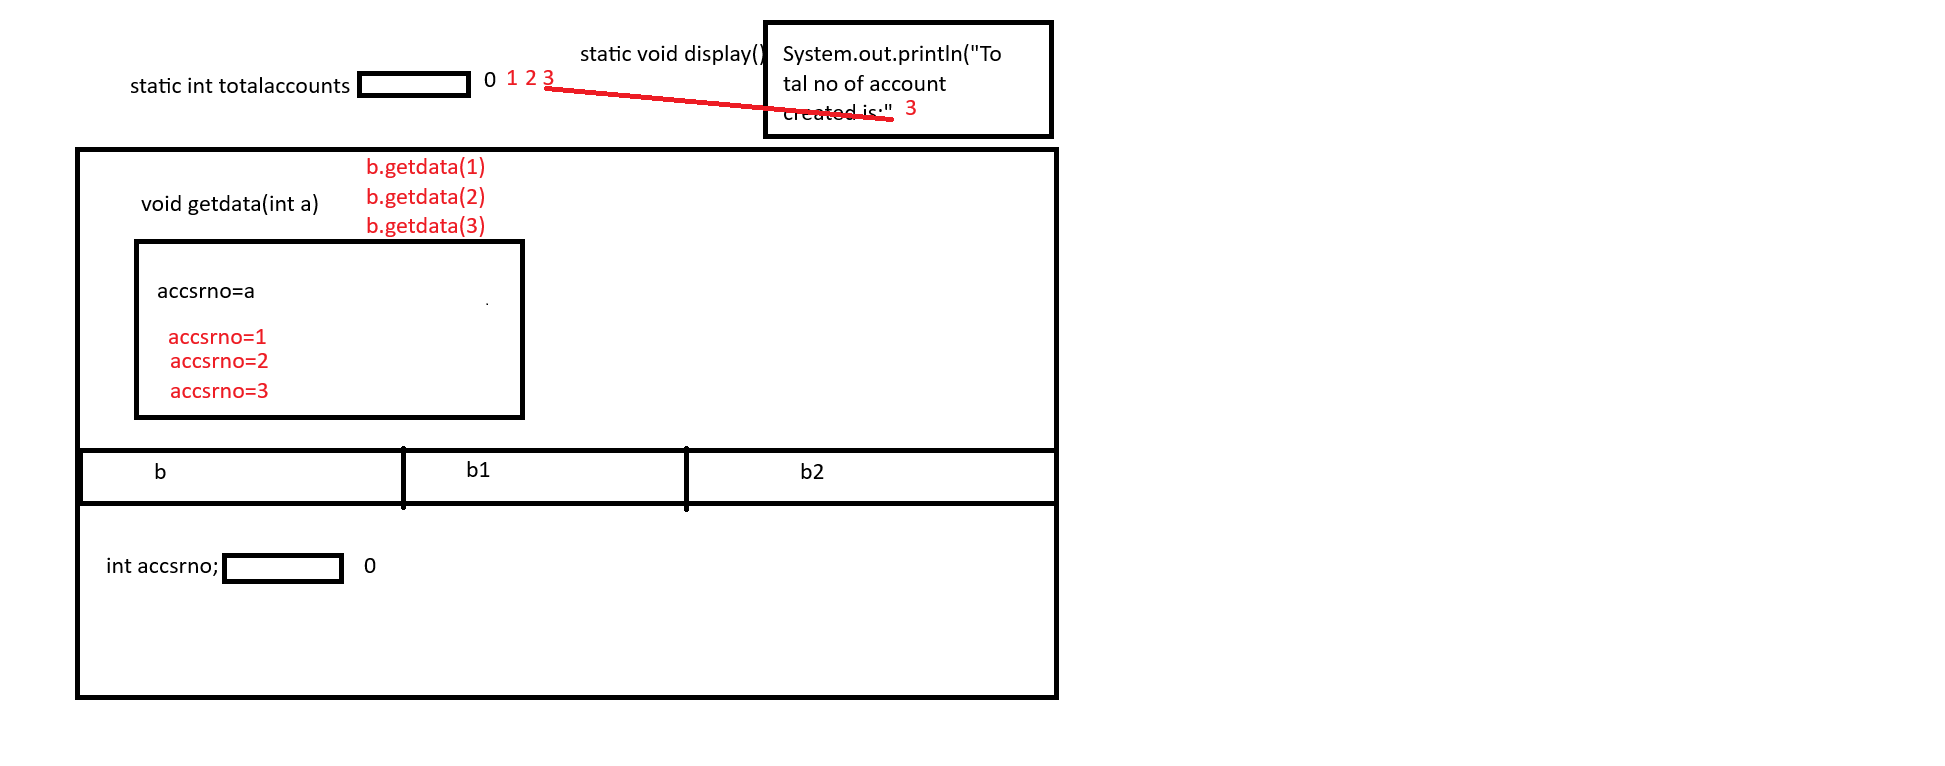 static void display()
System.out.println("To
tal no of account
created is:" 3
static int totalaccounts 0 1 2 3
b.getdata(1)
b.getdata(2)
b.getdata(3)
void getdata(int a)
accsrno=a
accsrno=1
accsrno=2
accsrno=3
b b1 b2
int accsrno; 0